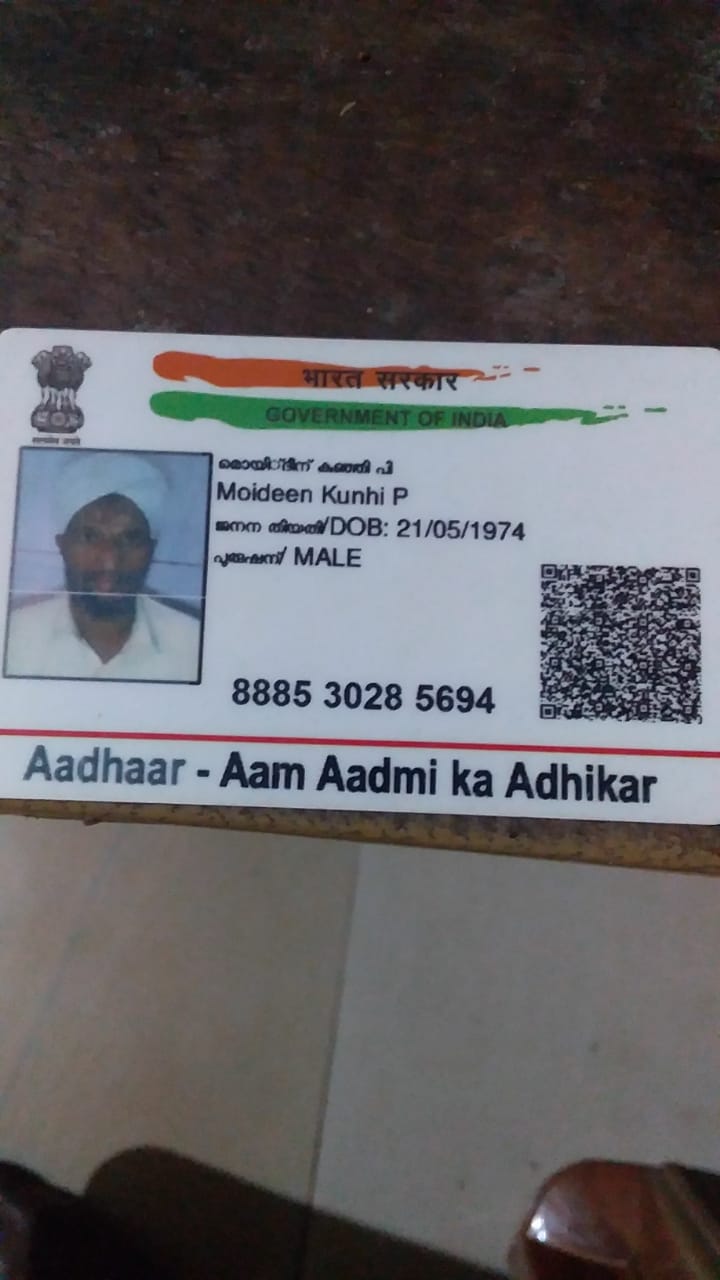 भारत सरकार
GOVERNMENT OF INDIA
सत्यमेव जयते
മൊയ്ദീന് കുഞ്ഞി പി
Moideen Kunhi P
ജനന തിയതി/DOB: 21/05/1974
പുരുഷന്/ MALE
8885 3028 5694
Aadhaar - Aam Aadmi ka Adhikar